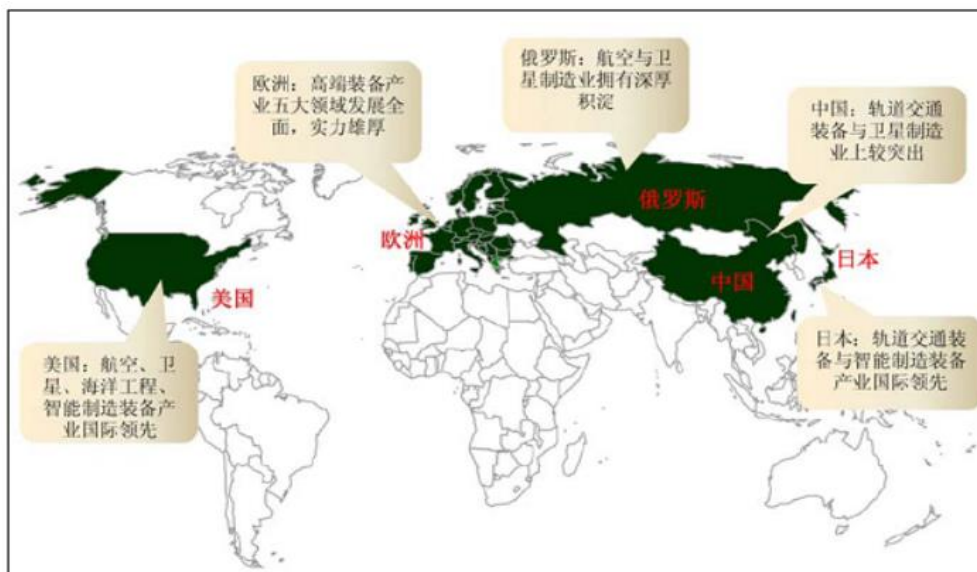 欧洲：高端装备产
业五大领域发展全
面，实力雄厚
俄罗斯：航空与卫
星制造业拥有深厚
积淀
中国：轨道交通
装备与卫星制造
业上较突出
俄罗斯
欧洲
日本
中国
美国
美国：航空、卫
星、海洋工程、
智能制造装备产
业国际领先
日本：轨道交通装
备与智能制造装备
产业国际领先